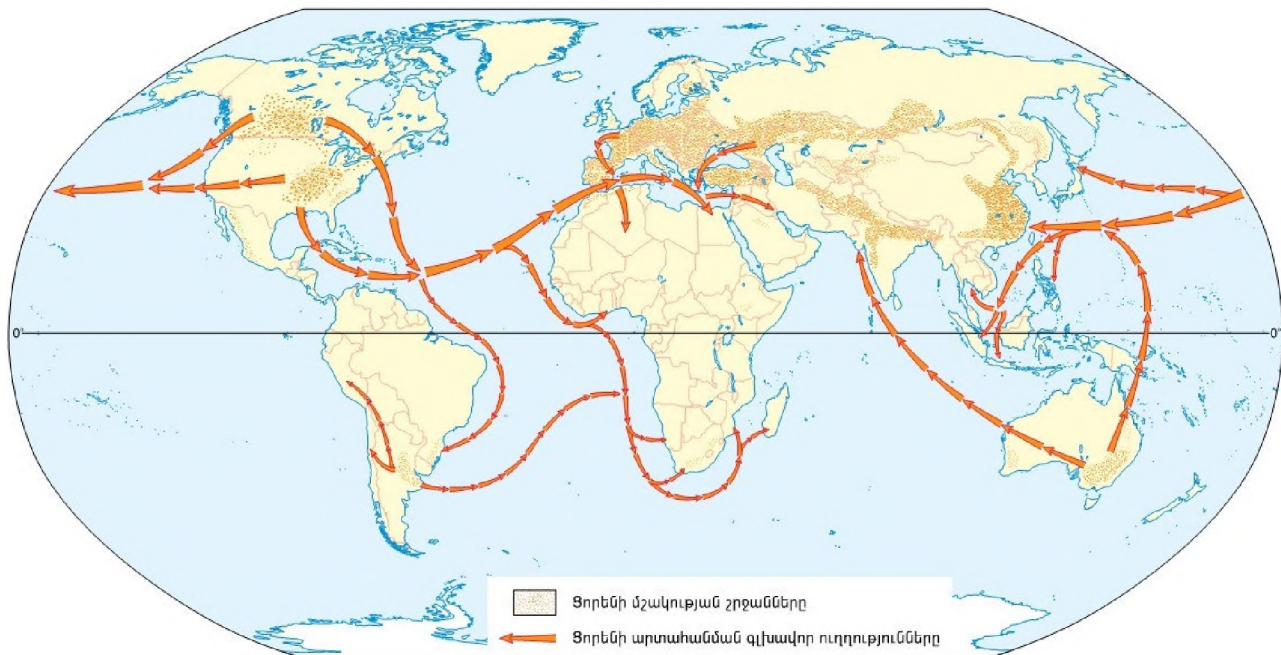 0° 0°
Ցորենի մշակության շրջանները
Ցորենի արտահանման գլխավոր ուղղությունները